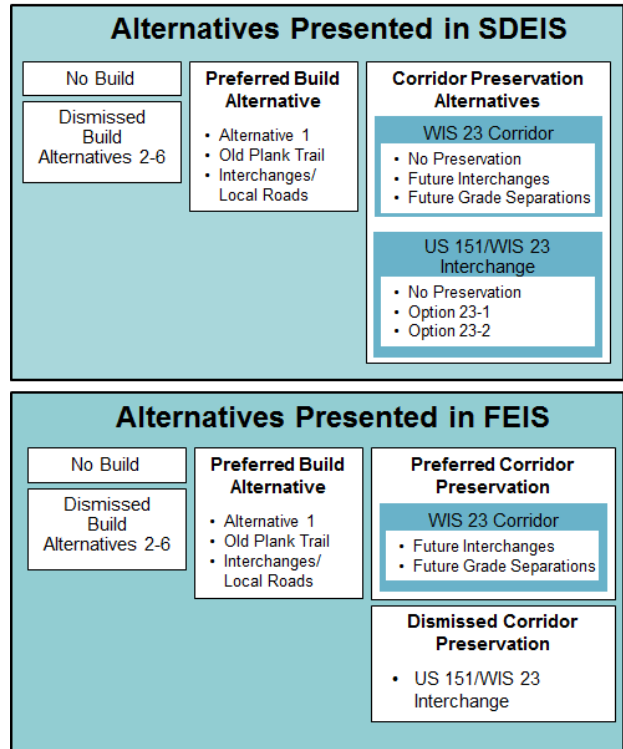 Alternatives Presented in SDEIS
No Build
Dismissed
Build
Alternatives 2-6
Preferred Build
Alternative
• Alternative 1
• Old Plank Trail
• Interchanges/
Local Roads
Corridor Preservation
Alternatives
WIS 23 Corridor
• No Preservation
• Future Interchanges
• Future Grade Separations
US 151/WIS 23
Interchange
• No Preservation
• Option 23-1
• Option 23-2
Alternatives Presented in FEIS
No Build
Dismissed
Build
Alternatives 2-6
Preferred Build
Alternative
• Alternative 1
• Old Plank Trail
• Interchanges/
Local Roads
Preferred Corridor
Preservation
WIS 23 Corridor
• Future Interchanges
• Future Grade Separations
Dismissed Corridor
Preservation
• US 151/WIS 23
Interchange